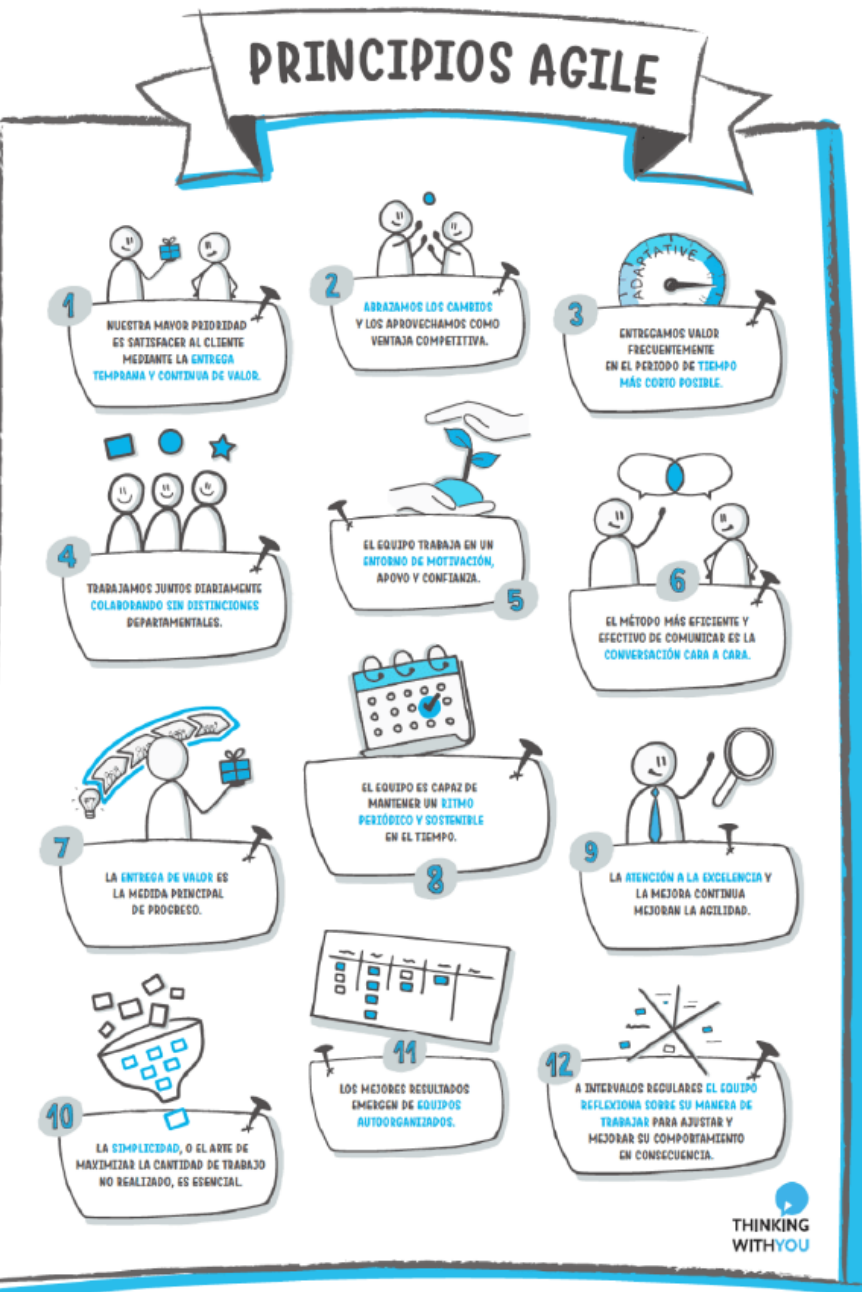 PRINCIPIOS AGILE
1
NUESTRA MAYOR PRIORIDAD
ES SATISFACER AL CLIENTE
MEDIANTE LA ENTREGA
TEMPRANA Y CONTINUA DE VALOR.
2
ABRAZAMOS LOS CAMBIOS
Y LOS APROVECHAMOS COMO
VENTAJA COMPETITIVA.
ADAPTATIVE
3
ENTREGAMOS VALOR
FRECUENTEMENTE
EN EL PERIODO DE TIEMPO
MÁS CORTO POSIBLE.
4
TRABAJAMOS JUNTOS DIARIAMENTE
COLABORANDO SIN DISTINCIONES
DEPARTAMENTALES.
EL EQUIPO TRABAJA EN UN
ENTORNO DE MOTIVACIÓN,
APOYO Y CONFIANZA.
5
6
EL MÉTODO MÁS EFICIENTE Y
EFECTIVO DE COMUNICAR ES LA
CONVERSACIÓN CARA A CARA.
7
LA ENTREGA DE VALOR ES
LA MEDIDA PRINCIPAL
DE PROGRESO.
EL EQUIPO ES CAPAZ DE
MANTENER UN RITMO
PERIÓDICO Y SOSTENIBLE
EN EL TIEMPO.
8
9
LA ATENCIÓN A LA EXCELENCIA Y
LA MEJORA CONTINUA
MEJORAN LA AGILIDAD.
10
LA SIMPLICIDAD, O EL ARTE DE
MAXIMIZAR LA CANTIDAD DE TRABAJO
NO REALIZADO, ES ESENCIAL.
11
LOS MEJORES RESULTADOS
EMERGEN DE EQUIPOS
AUTOORGANIZADOS.
12
A INTERVALOS REGULARES EL EQUIPO
REFLEXIONA SOBRE SU MANERA DE
TRABAJAR PARA AJUSTAR Y
MEJORAR SU COMPORTAMIENTO
EN CONSECUENCIA.
THINKING
WITHYOU